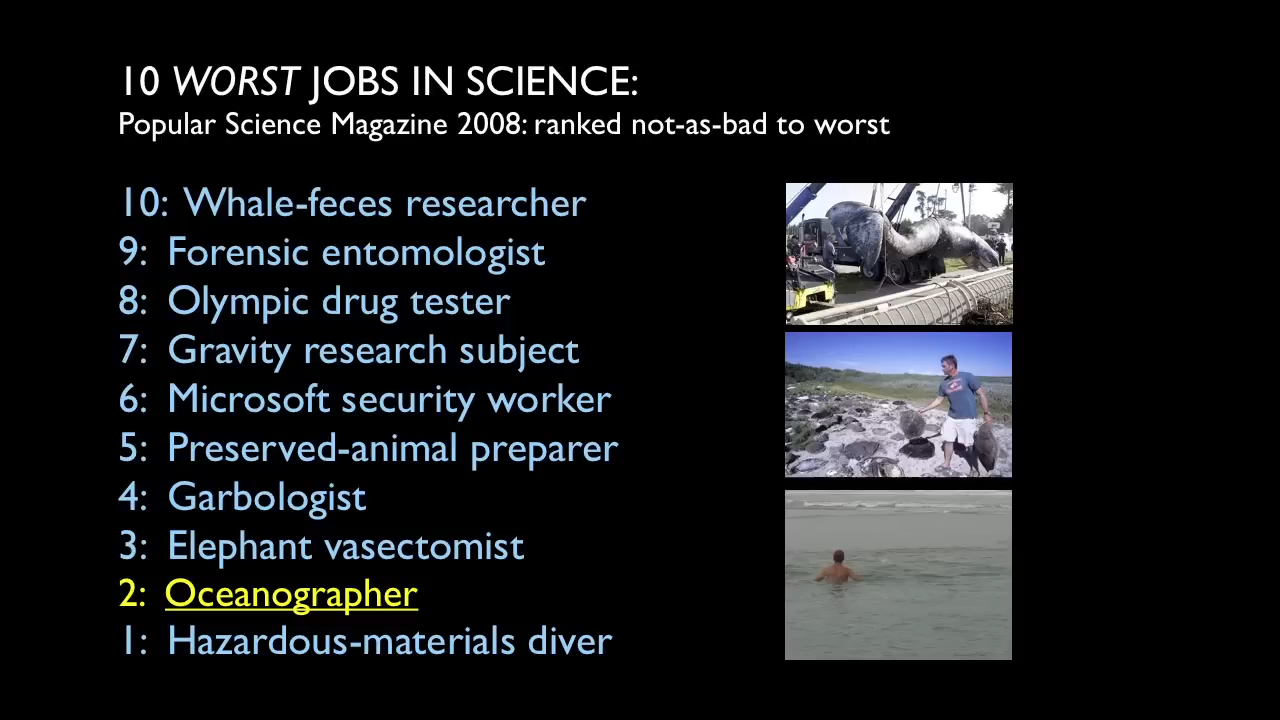 10 WORST JOBS IN SCIENCE:
Popular Science Magazine 2008: ranked not-as-bad to worst
10: Whale-feces researcher
9: Forensic entomologist
8: Olympic drug tester
7: Gravity research subject
6: Microsoft security worker
5: Preserved-animal preparer
4: Garbologist
3: Elephant vasectomist
2: Oceanographer
1: Hazardous-materials diver